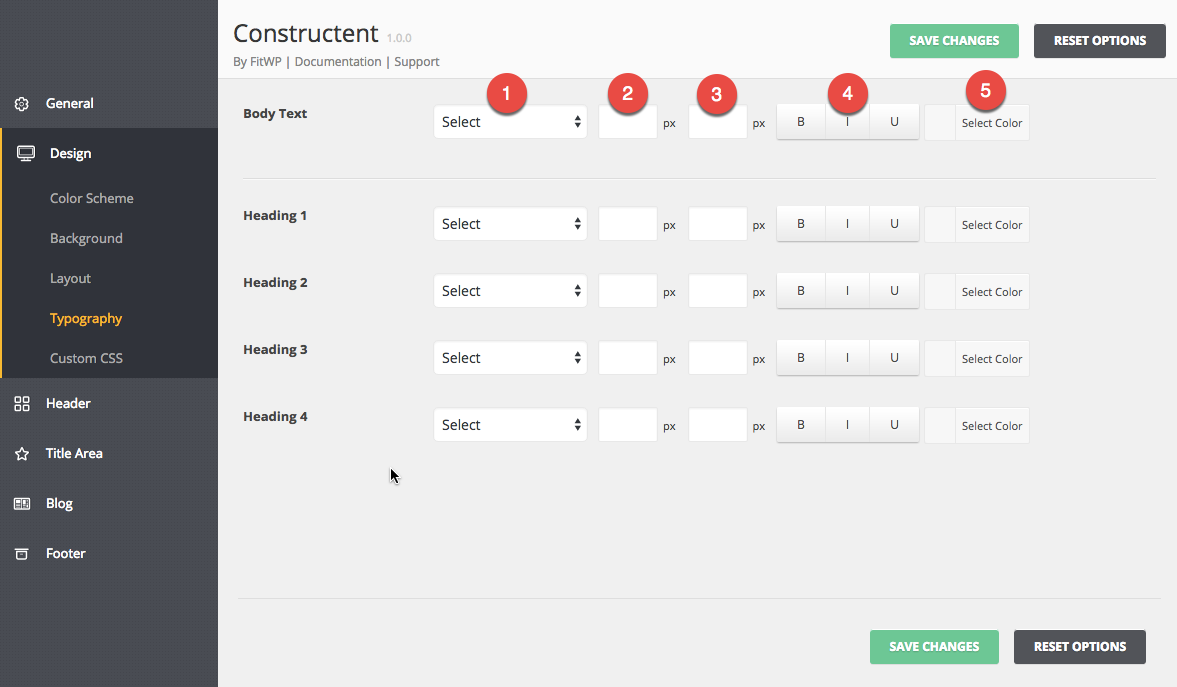 Constructent 1.0.0
By FitWP | Documentation | Support
SAVE CHANGES RESET OPTIONS
General
Design
Color Scheme
Background
Layout
Typography
Custom CSS
Header
Title Area
Blog
Footer
1 2 3 4 5
Body Text Select px px B I U Select Color
Heading 1 Select px px B I U Select Color
Heading 2 Select px px B I U Select Color
Heading 3 Select px px B I U Select Color
Heading 4 Select px px B I U Select Color
SAVE CHANGES RESET OPTIONS